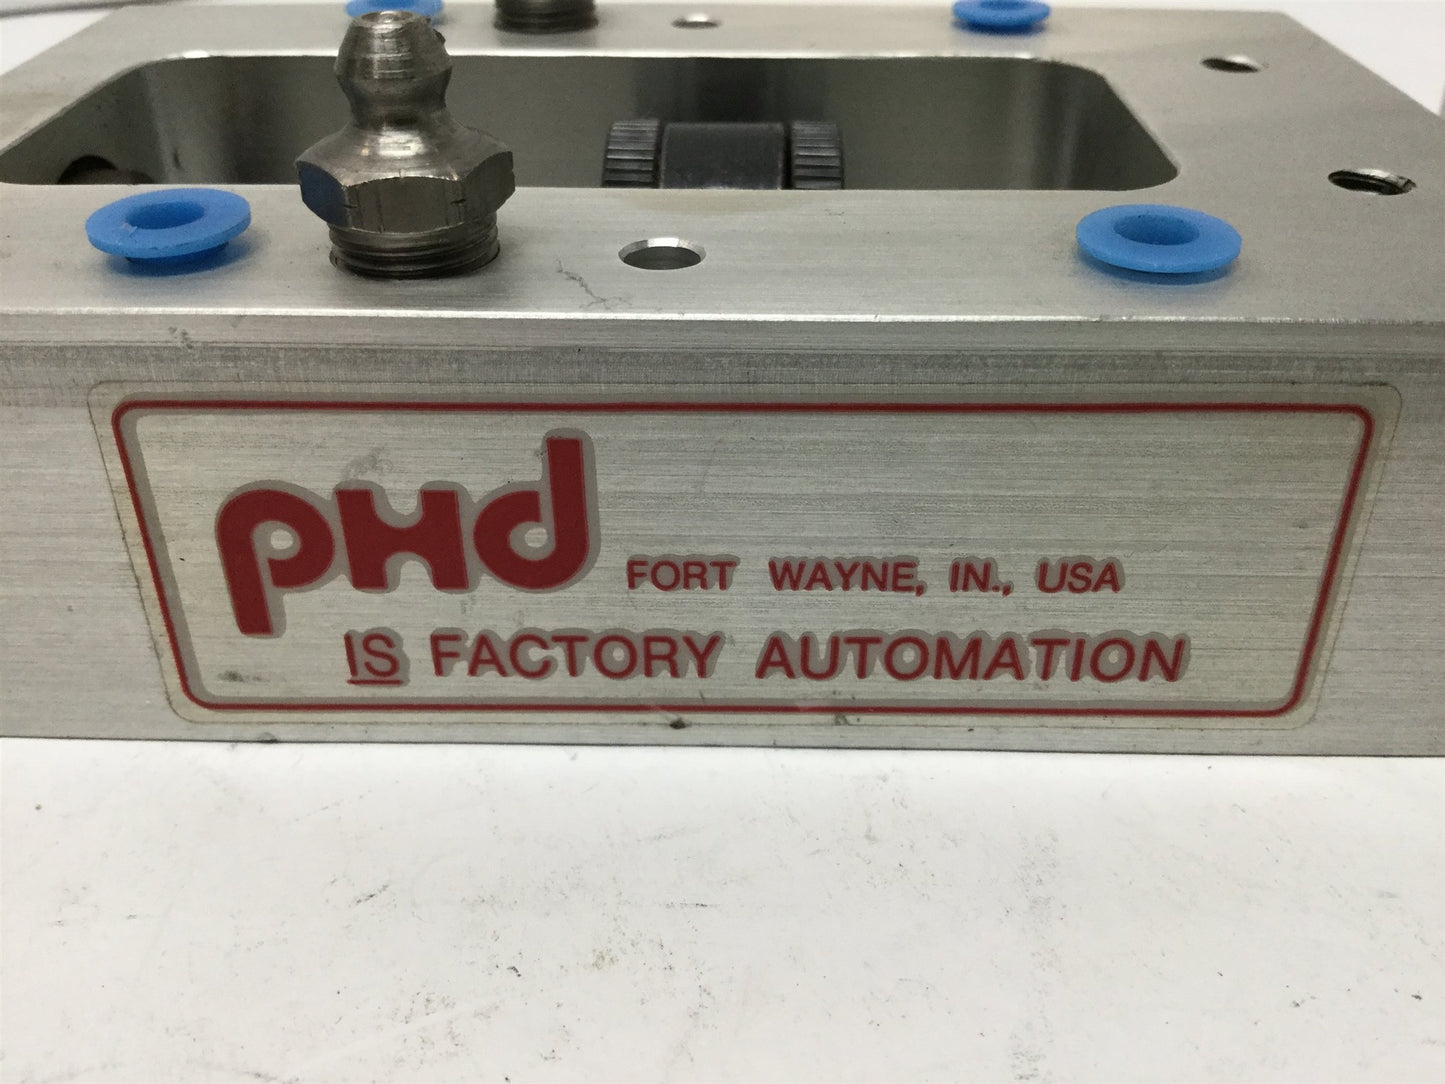 pHd FORT WAYNE, IN., USA
IS FACTORY AUTOMATION